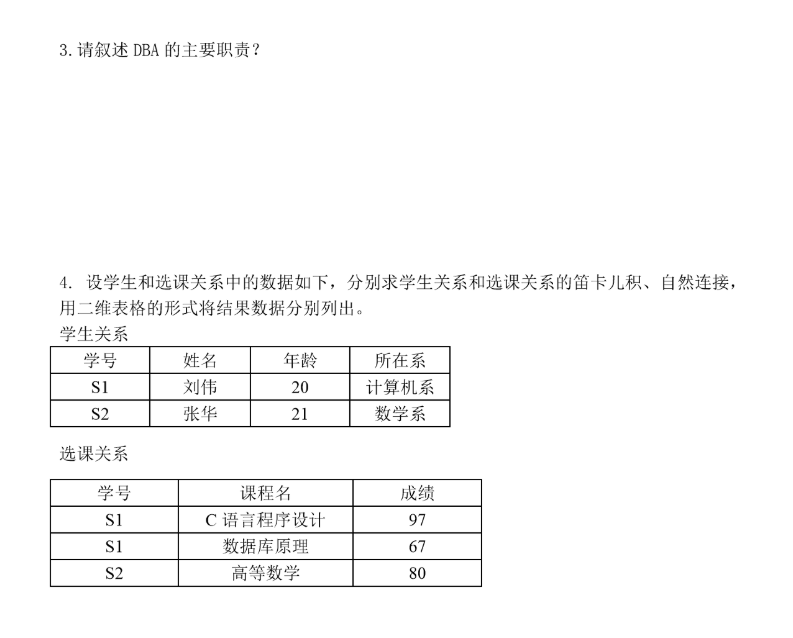 3.请叙述 DBA 的主要职责？
4. 设学生和选课关系中的数据如下，分别求学生关系和选课关系的笛卡儿积、自然连接，
用二维表格的形式将结果数据分别列出。
学生关系
学号 姓名 年龄 所在系
S1 刘伟 20 计算机系
S2 张华 21 数学系
选课关系
学号 课程名 成绩
S1 C 语言程序设计 97
S1 数据库原理 67
S2 高等数学 80